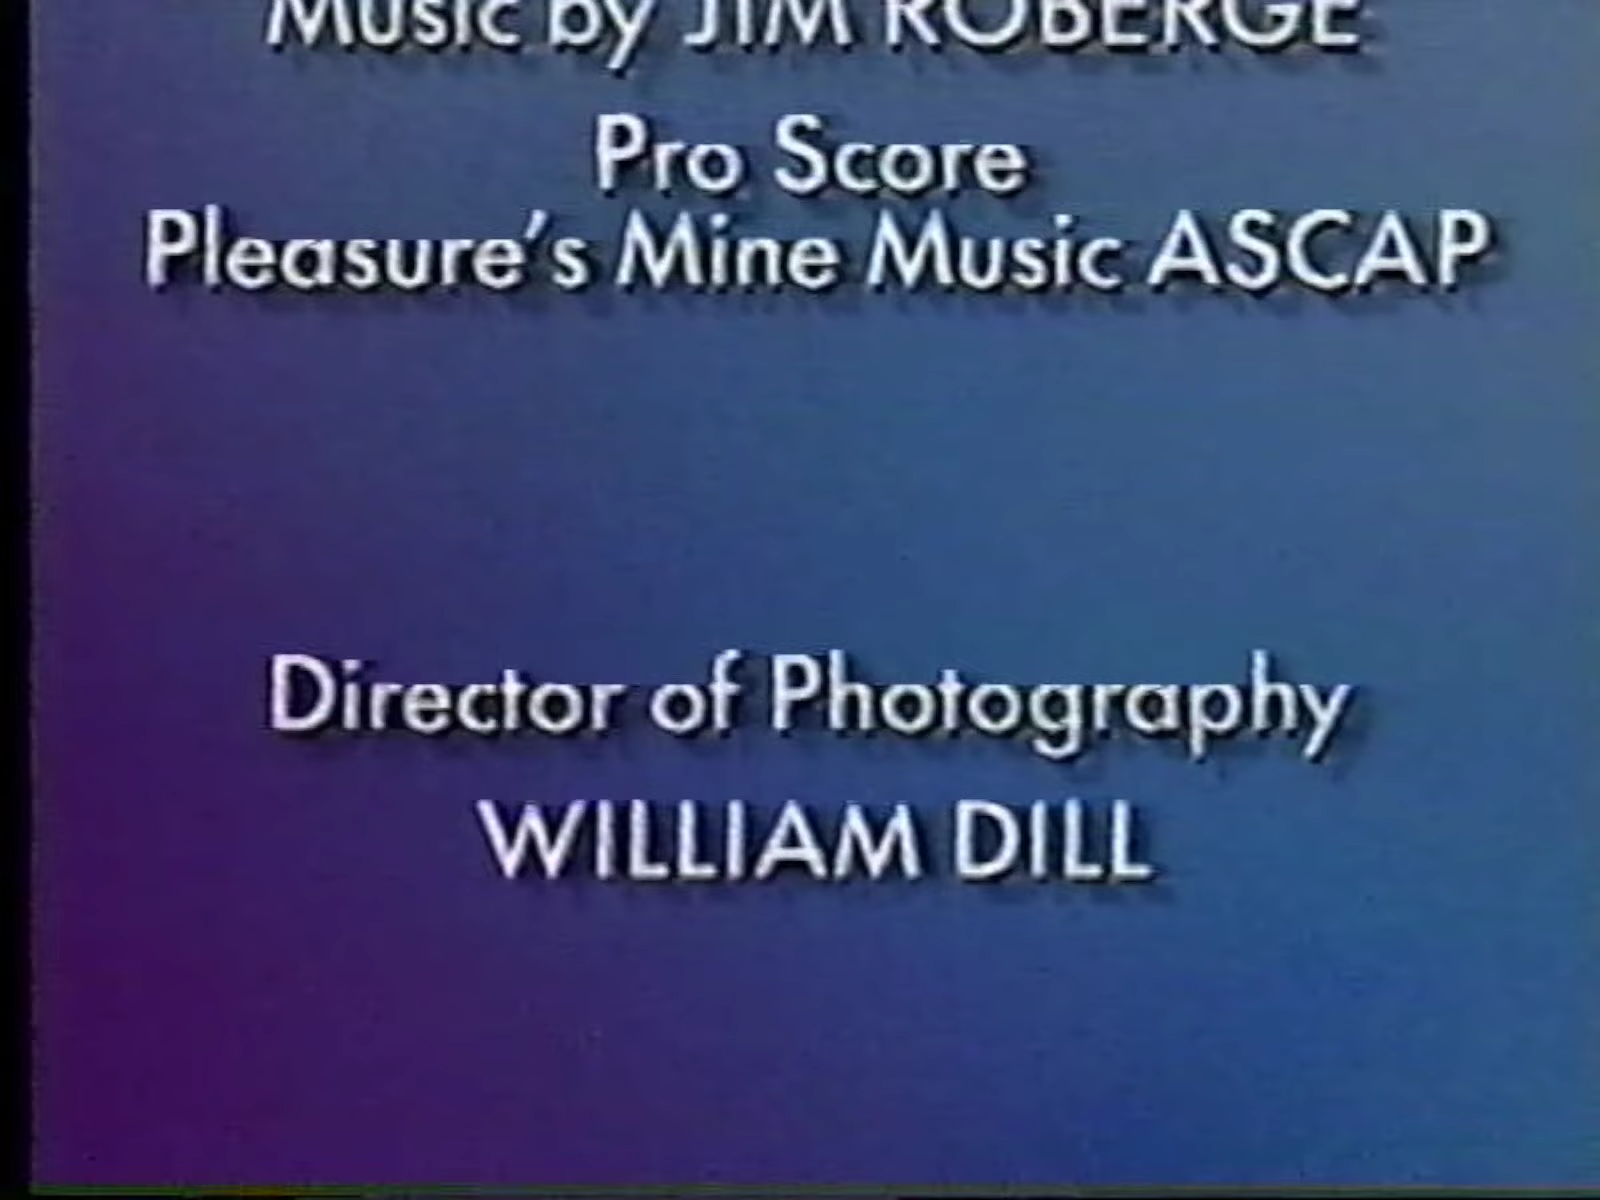 Music by JIM ROBERGE
Pro Score
Pleasure's Mine Music ASCAP
Director of Photography
WILLIAM DILL